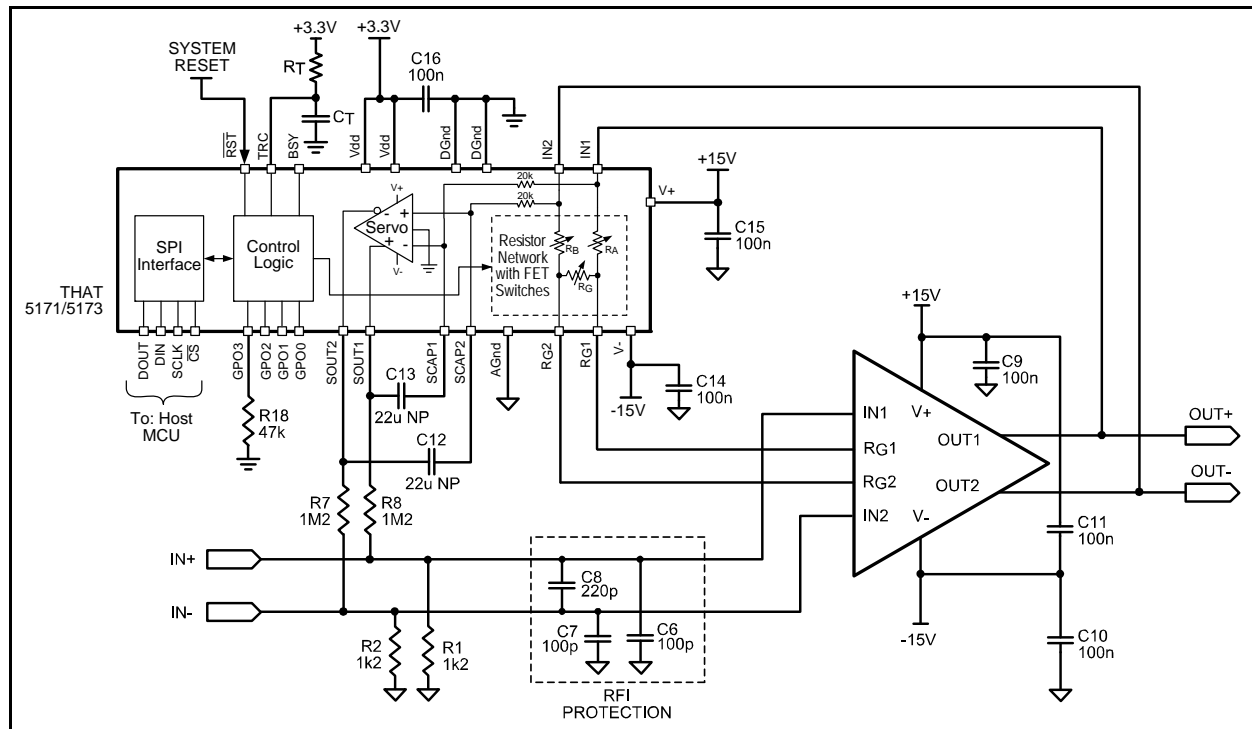 +3.3V
+3.3V
SYSTEM
RESET
RT
C16
100n
CT
RST
TRC
BSY
Vdd
Vdd
DGnd
DGnd
IN2
IN1
+15V
V+
C15
100n
20k
20k
V+
-
+
Servo
+
-
V-
SPI
Interface
Control
Logic
Resistor
Network
with FET
Switches
RB
RA
RG
THAT
5171/5173
DOUT
DIN
SCLK
CS
GPO3
GPO2
GPO1
GPO0
SOUT2
SOUT1
SCAP1
SCAP2
AGnd
RG2
RG1
V-
To: Host
MCU
R18
47k
C13
22u NP
C12
22u NP
C14
100n
-15V
+15V
C9
100n
V+
IN1
RG1
RG2
IN2
OUT1
OUT2
V-
OUT+
OUT-
R7
1M2
R8
1M2
C11
100n
IN+
IN-
C8
220p
C7
100p
C6
100p
R2
1k2
R1
1k2
-15V
C10
100n
RFI
PROTECTION